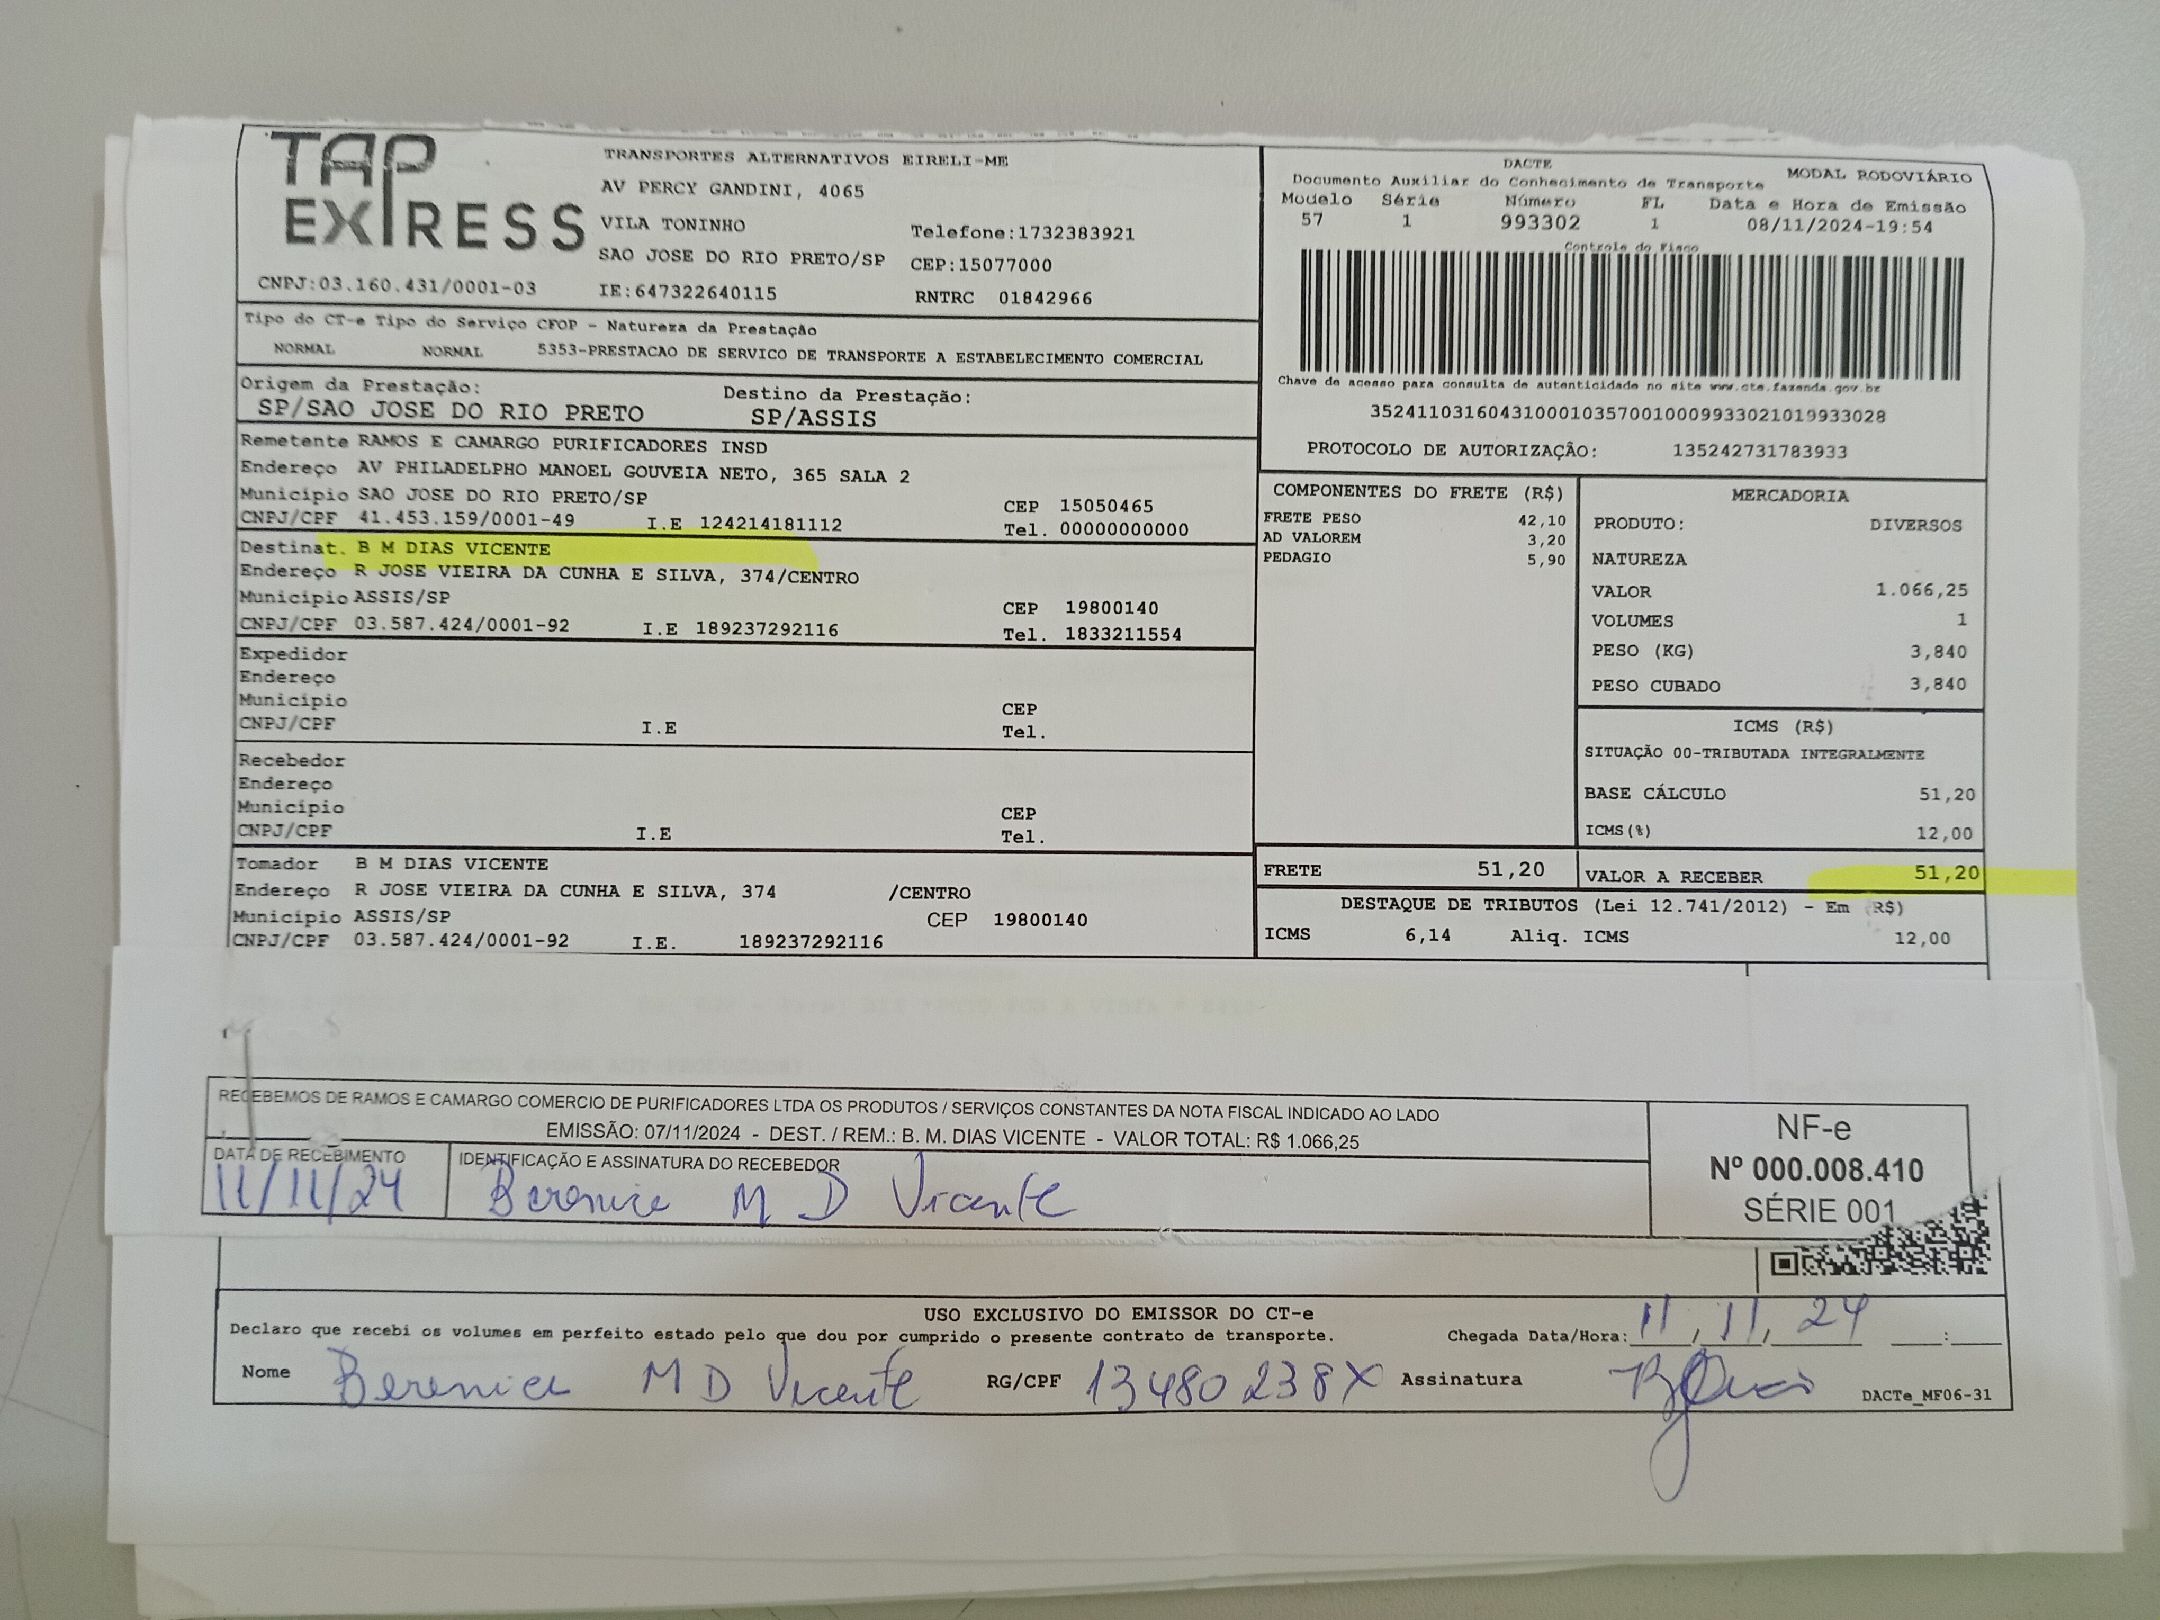 TAP EXPRESS
CNPJ:03.160.431/0001-03
TRANSPORTES ALTERNATIVOS EIRELI-ME
AV PERCY GANDINI, 4065
VILA TONINHO
Telefone:1732383921
SAO JOSE DO RIO PRETO/SP CEP:15077000
IE:647322640115 RNTRC 01842966
DACTE MODAL RODOVIÁRIO
Documento Auxiliar do Conhecimento de Transporte
Modelo Série Número FL Data e Hora de Emissão
57 1 993302 1 08/11/2024-19:54
Controle do Fisco
Chave de acesso para consulta de autenticidade no site www.cte.fazenda.gov.br
35241103160431000103570010009933021019933028
PROTOCOLO DE AUTORIZAÇÃO: 135242731783933
Tipo do CT-e Tipo do Serviço CFOP - Natureza da Prestação
NORMAL NORMAL 5353-PRESTACAO DE SERVICO DE TRANSPORTE A ESTABELECIMENTO COMERCIAL
Origem da Prestação: Destino da Prestação:
SP/SAO JOSE DO RIO PRETO SP/ASSIS
Remetente RAMOS E CAMARGO PURIFICADORES INSD
Endereço AV PHILADELPHO MANOEL GOUVEIA NETO, 365 SALA 2
Município SAO JOSE DO RIO PRETO/SP CEP 15050465
CNPJ/CPF 41.453.159/0001-49 I.E 124214181112 Tel. 00000000000
Destinat. B M DIAS VICENTE
Endereço R JOSE VIEIRA DA CUNHA E SILVA, 374/CENTRO
Município ASSIS/SP CEP 19800140
CNPJ/CPF 03.587.424/0001-92 I.E 189237292116 Tel. 1833211554
Expedidor
Endereço
Município CEP
CNPJ/CPF I.E Tel.
Recebedor
Endereço
Município CEP
CNPJ/CPF I.E Tel.
Tomador B M DIAS VICENTE
Endereço R JOSE VIEIRA DA CUNHA E SILVA, 374 /CENTRO
Município ASSIS/SP CEP 19800140
CNPJ/CPF 03.587.424/0001-92 I.E. 189237292116
COMPONENTES DO FRETE (R$)
FRETE PESO 42,10
AD VALOREM 3,20
PEDAGIO 5,90
MERCADORIA
PRODUTO: DIVERSOS
NATUREZA
VALOR 1.066,25
VOLUMES 1
PESO (KG) 3,840
PESO CUBADO 3,840
ICMS (R$)
SITUAÇÃO 00-TRIBUTADA INTEGRALMENTE
BASE CÁLCULO 51,20
ICMS(%) 12,00
FRETE 51,20 VALOR A RECEBER 51,20
DESTAQUE DE TRIBUTOS (Lei 12.741/2012) - Em (R$)
ICMS 6,14 Aliq. ICMS 12,00
RECEBEMOS DE RAMOS E CAMARGO COMERCIO DE PURIFICADORES LTDA OS PRODUTOS / SERVIÇOS CONSTANTES DA NOTA FISCAL INDICADO AO LADO
EMISSÃO: 07/11/2024 - DEST. / REM.: B. M. DIAS VICENTE - VALOR TOTAL: R$ 1.066,25
DATA DE RECEBIMENTO IDENTIFICAÇÃO E ASSINATURA DO RECEBEDOR
11/11/24 Berenice M D Vicente
NF-e
Nº 000.008.410
SÉRIE 001
USO EXCLUSIVO DO EMISSOR DO CT-e
Declaro que recebi os volumes em perfeito estado pelo que dou por cumprido o presente contrato de transporte. Chegada Data/Hora: 11, 11, 24 :
Nome Berenice M D Vicente RG/CPF 13480238X Assinatura
DACTe_MF06-31